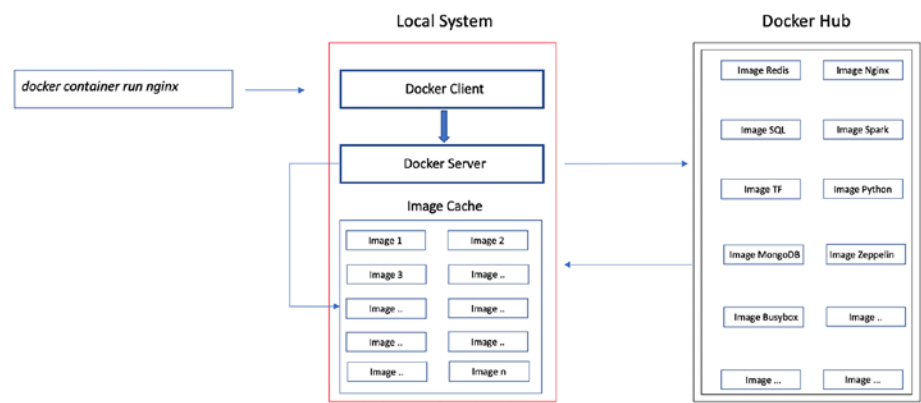 Local System
Docker Hub
docker container run nginx
Docker Client
Docker Server
Image Cache
Image 1
Image 2
Image 3
Image ..
Image ..
Image ..
Image ..
Image ..
Image ..
Image n
Image Redis
Image Nginx
Image SQL
Image Spark
Image TF
Image Python
Image MongoDB
Image Zeppelin
Image Busybox
Image ..
Image ...
Image ...